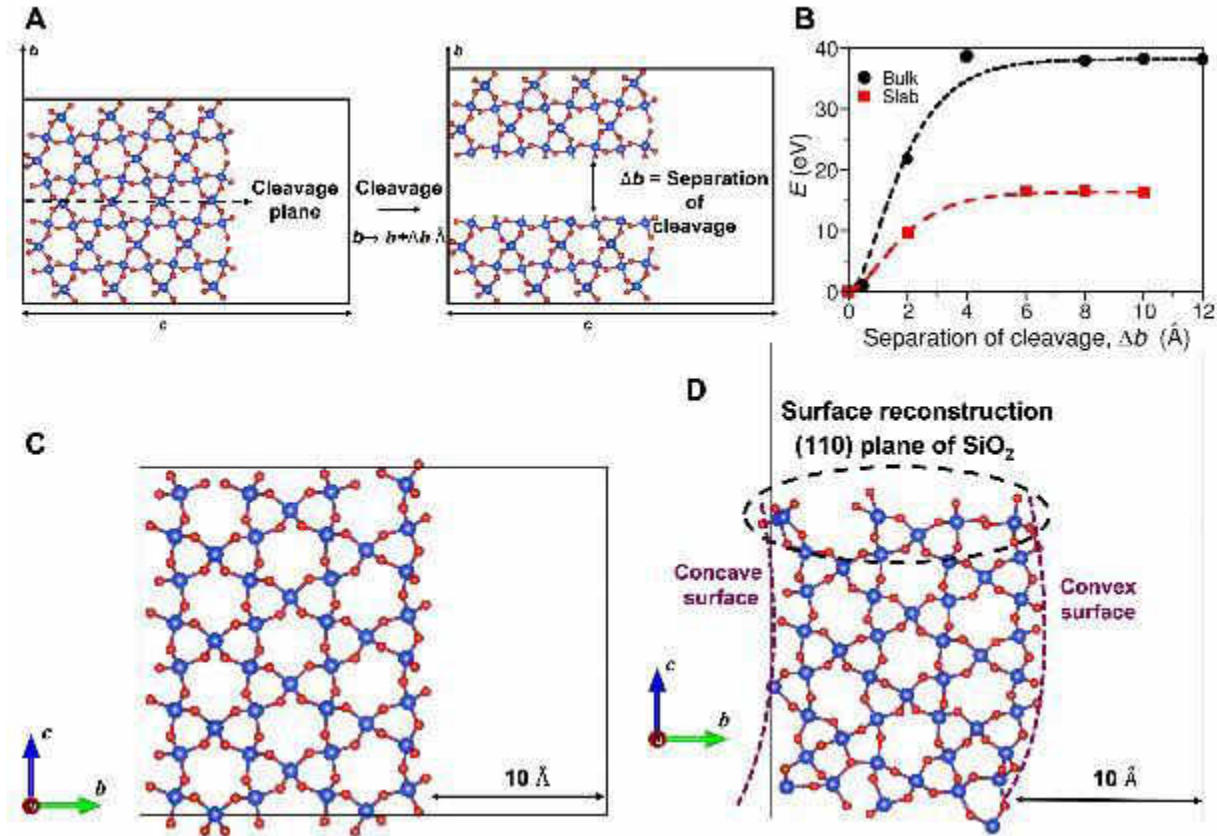 A
b
b
Cleavage
plane
Cleavage
b → b+Δb Å
Δb = Separation
of
cleavage
c
c
B
40
30
20
10
0
E (eV)
Bulk
Slab
0 2 4 6 8 10 12
Separation of cleavage, Δb (Å)
C
10 Å
c
b
D
Surface reconstruction
(110) plane of SiO₂
Concave
surface
Convex
surface
c
b
10 Å